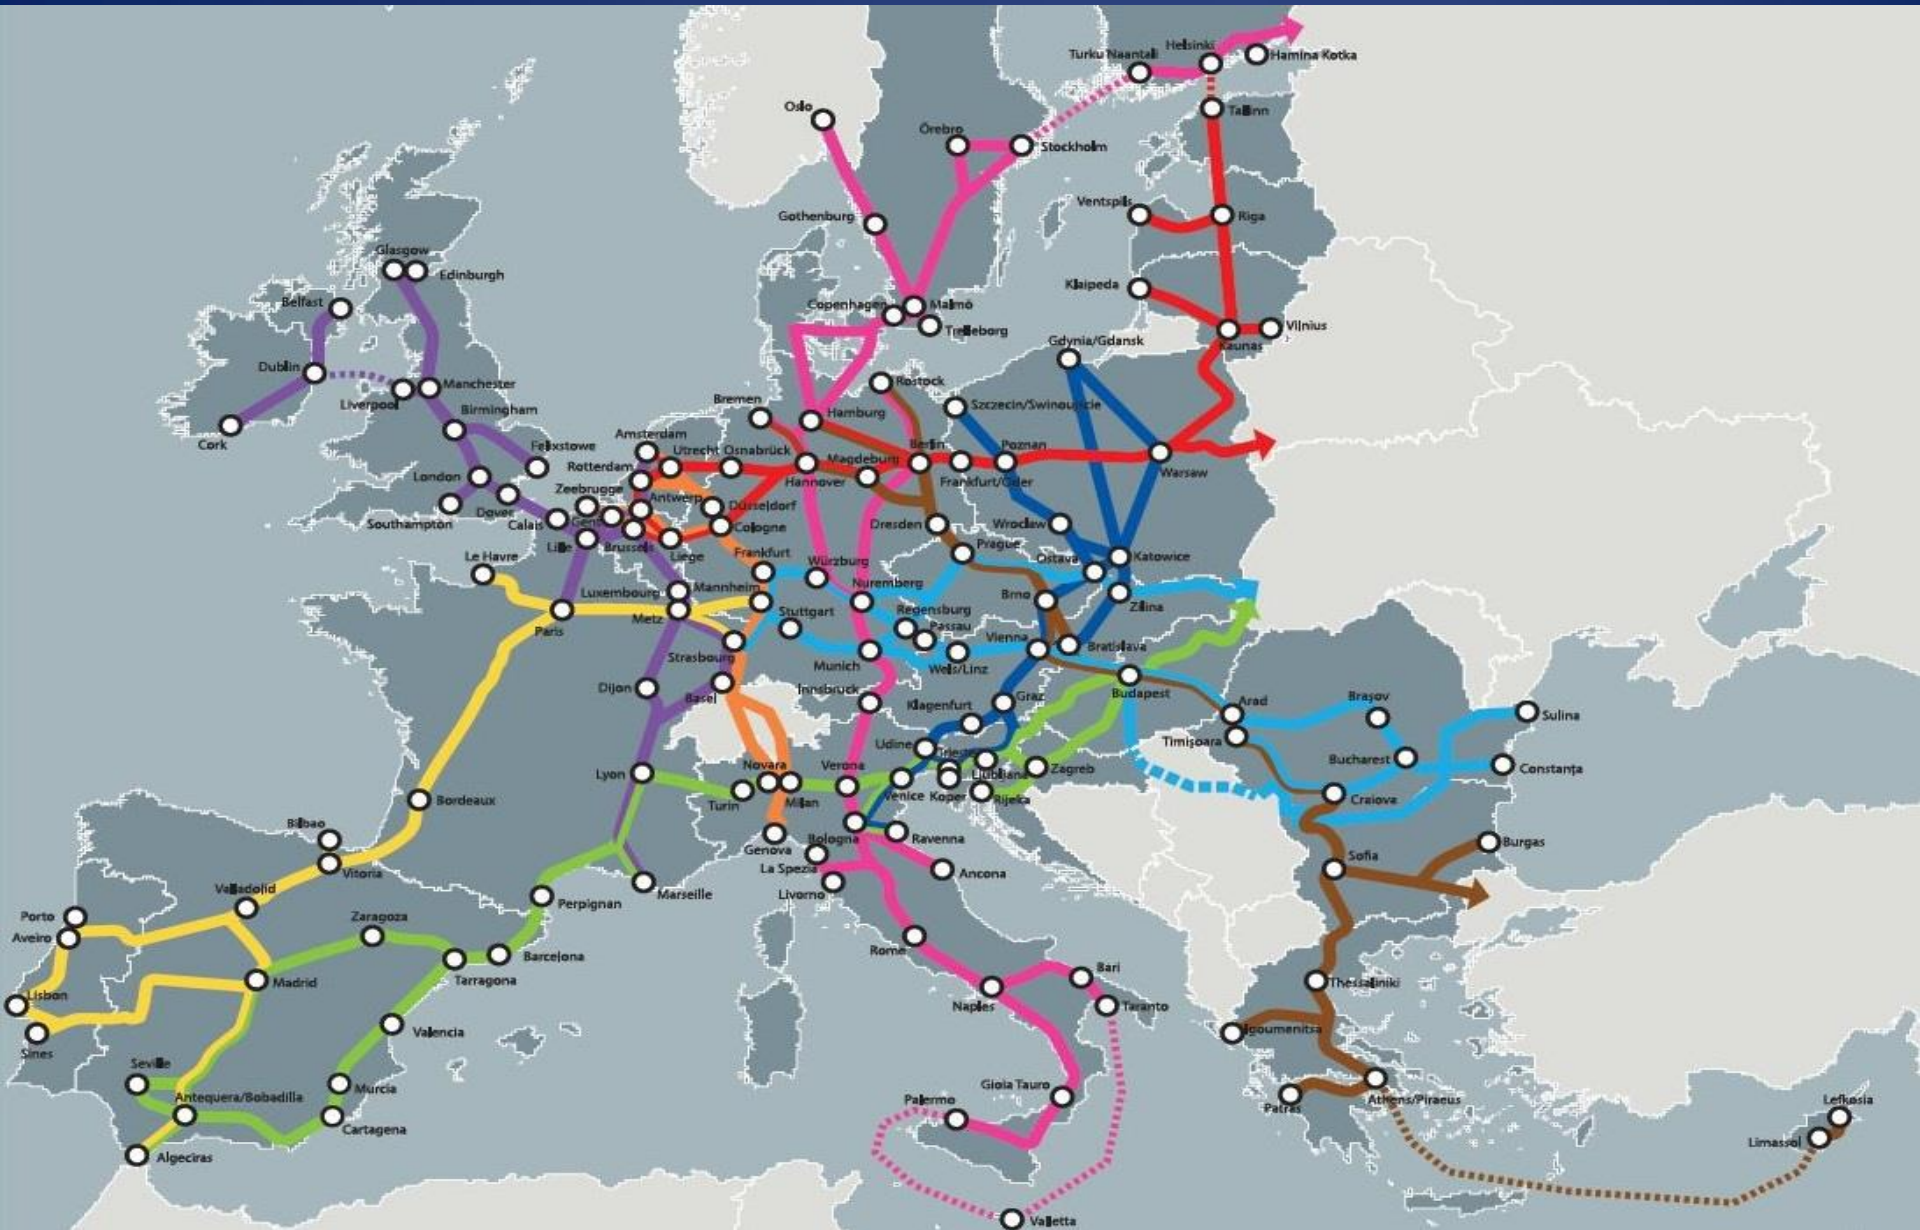 Helsinki
Turku Naantali
Hamina Kotka
Oslo
Tallinn
Örebro
Stockholm
Ventspils
Riga
Gothenburg
Glasgow
Edinburgh
Klaipeda
Belfast
Copenhagen
Malmö
Trelleborg
Vilnius
Gdynia/Gdansk
Kaunas
Dublin
Manchester
Rostock
Liverpool
Bremen
Szczecin/Swinoujście
Birmingham
Hamburg
Cork
Amsterdam
Felixstowe
Utrecht
Osnabrück
Berlin
Poznan
Rotterdam
Magdeburg
Warsaw
London
Hannover
Frankfurt/Oder
Zeebrugge
Antwerp
Düsseldorf
Southampton
Dover
Calais
Gent
Cologne
Dresden
Wroclaw
Lille
Brussels
Liege
Le Havre
Frankfurt
Würzburg
Prague
Ostava
Katowice
Luxembourg
Mannheim
Nuremberg
Brno
Zilina
Metz
Stuttgart
Regensburg
Paris
Passau
Vienna
Bratislava
Strasbourg
Munich
Wels/Linz
Dijon
Basel
Innsbruck
Budapest
Klagenfurt
Graz
Arad
Braşov
Sulina
Udine
Timişoara
Trieste
Lyon
Novara
Verona
Ljubljana
Zagreb
Bucharest
Constanţa
Turin
Milan
Venice
Koper
Rijeka
Craiova
Bordeaux
Bilbao
Genova
Bologna
Ravenna
Burgas
Vitoria
La Spezia
Ancona
Sofia
Valladolid
Livorno
Marseille
Perpignan
Porto
Zaragoza
Aveiro
Rome
Barcelona
Bari
Madrid
Tarragona
Thessaliniki
Lisbon
Naples
Taranto
Valencia
Igoumenitsa
Sines
Seville
Murcia
Gioia Tauro
Antequera/Bobadilla
Palermo
Patras
Athens/Piraeus
Lefkosia
Cartagena
Limassol
Algeciras
Valletta